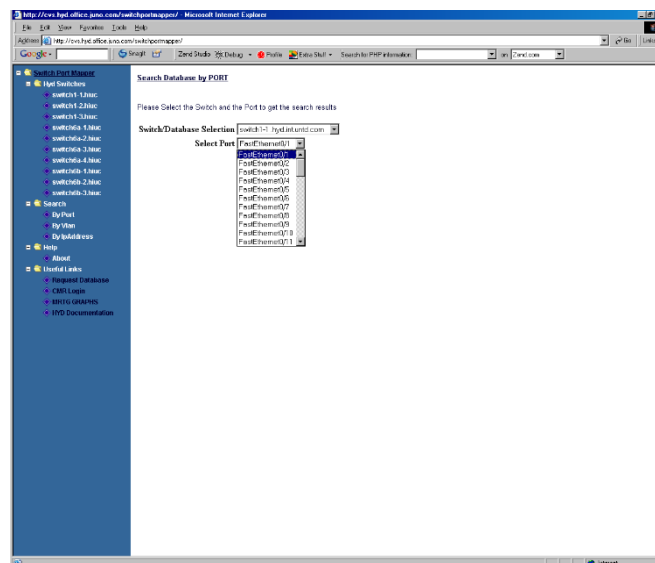 http://cvs.hyd.office.juno.com/switchportmapper/ - Microsoft Internet Explorer
File Edit View Favorites Tools Help
Address http://cvs.hyd.office.juno.com/switchportmapper/ Go Links
Google - SnagIt Zend Studio Debug Profile Extra Stuff - Search for PHP information on Zend.com
Switch Port Mapper
Hyd Switches
switch1-1.hiuc
switch1-2.hiuc
switch1-3.hiuc
switch6a-1.hiuc
switch6a-2.hiuc
switch6a-3.hiuc
switch6a-4.hiuc
switch6b-1.hiuc
switch6b-2.hiuc
switch6b-3.hiuc
Search
By Port
By Vlan
By IpAddress
Help
About
Useful Links
Request Database
CMR Login
MRTG GRAPHS
HYD Documentation
Search Database by PORT
Please Select the Switch and the Port to get the search results
Switch/Database Selection switch1-1 .hyd.int.untd.com
Select Port FastEthernet0/1
FastEthernet0/1
FastEthernet0/2
FastEthernet0/3
FastEthernet0/4
FastEthernet0/5
FastEthernet0/6
FastEthernet0/7
FastEthernet0/8
FastEthernet0/9
FastEthernet0/10
FastEthernet0/11